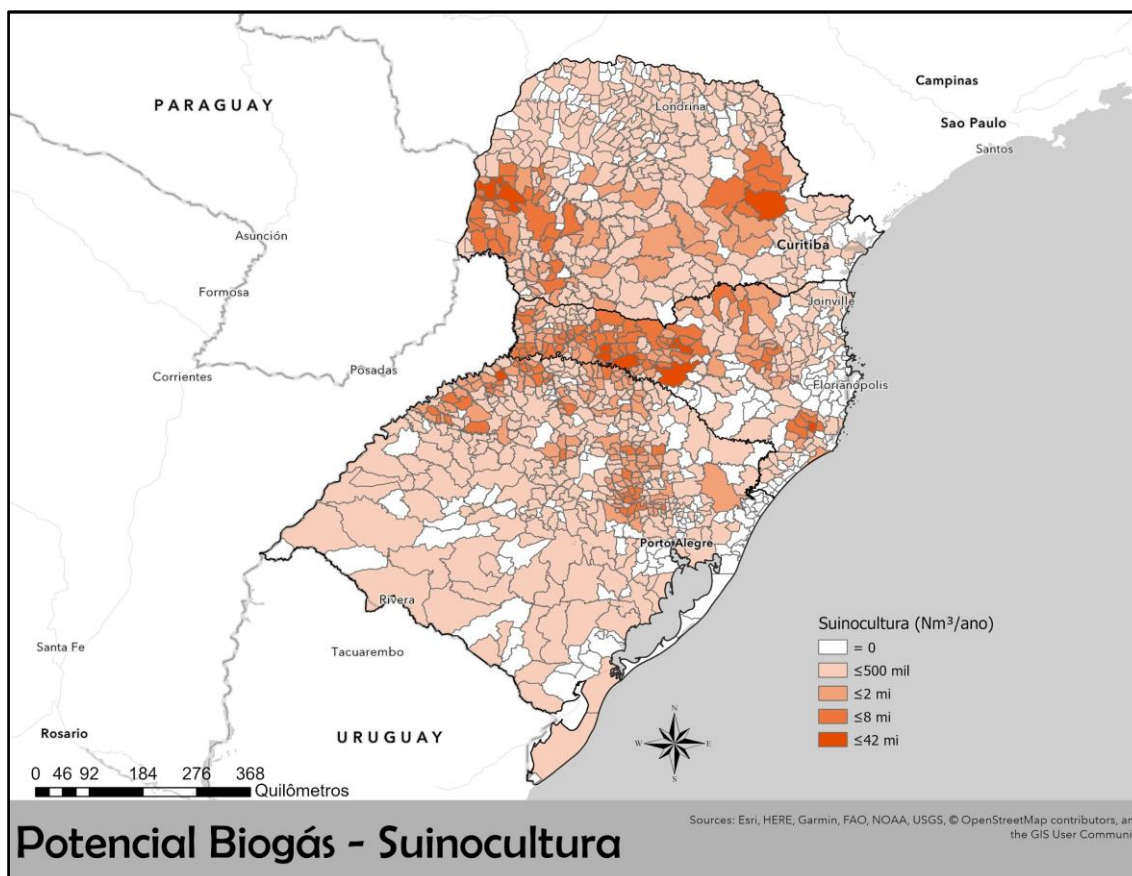 Campinas
PARAGUAY
Londrina
Sao Paulo
Santos
Asunción
Curitiba
Formosa
Joinville
Corrientes
Posadas
Florianópolis
Porto Alegre
Rivera
Suinocultura (Nm³/ano)
= 0
≤500 mil
≤2 mi
≤8 mi
≤42 mi
Santa Fe
Tacuarembo
Rosario
URUGUAY
N
W E
S
0 46 92 184 276 368
Quilômetros
Potencial Biogás - Suinocultura
Sources: Esri, HERE, Garmin, FAO, NOAA, USGS, © OpenStreetMap contributors, an
the GIS User Communi